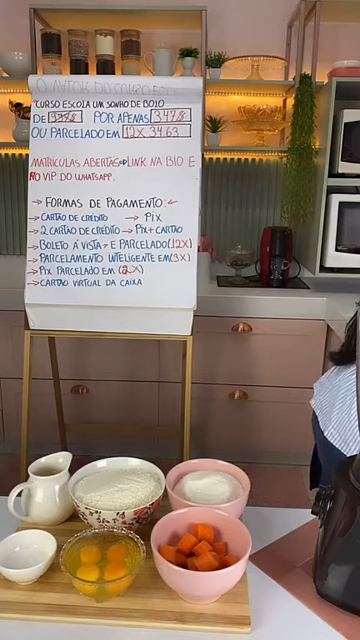 CURSO ESCOLA UM SONHO DE BOLO
DE POR APENAS 347,8
OU PARCELADO EM 12X 34,63
MATRICULAS ABERTAS LINK NA BIO E
NO VIP DO WHATSAPP.
→ FORMAS DE PAGAMENTO: ←
→ CARTÃO DE CRÉDITO → PIX
→ 2 CARTÃO DE CRÉDITO → PIX + CARTÃO
→ BOLETO Á VISTA + E PARCELADO (12X)
→ PARCELAMENTO INTELIGENTE EM (3X)
→ PIX PARCELADO EM (2X)
→ CARTÃO VIRTUAL DA CAIXA